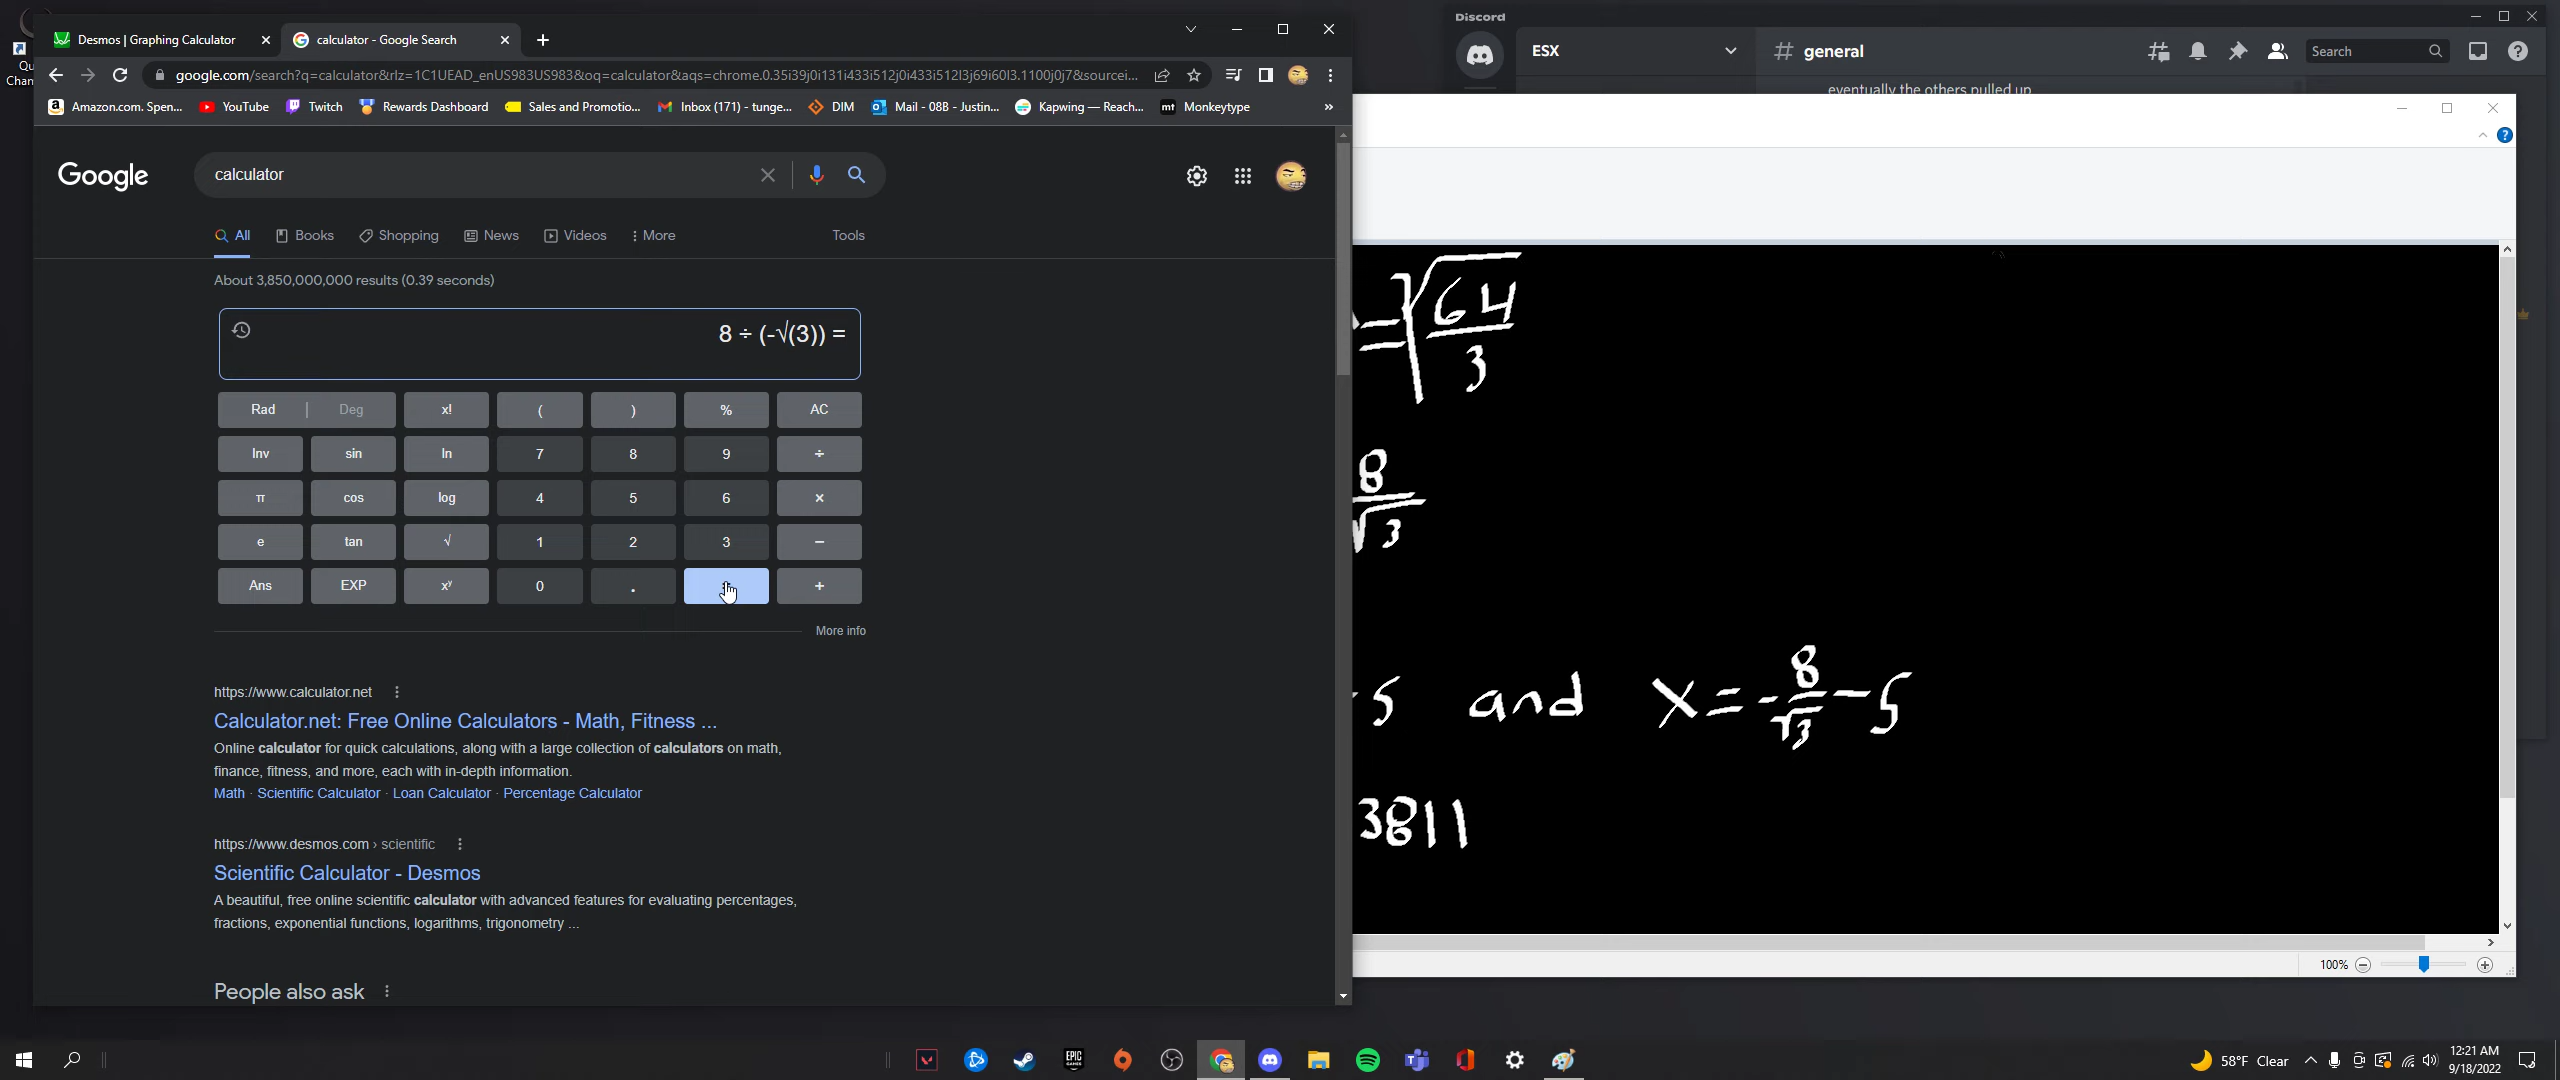 Discord
Desmos | Graphing Calculator
calculator - Google Search
ESX
# general
Search
google.com/search?q=calculator&rlz=1C1UEAD_enUS983US983&oq=calculator&aqs=chrome.0.35i39j0i131i433i512j0i433i512l3j69i60l3.1100j0j7&sourcei...
eventually the others pulled up
Amazon.com. Spen...
YouTube
Twitch
Rewards Dashboard
Sales and Promotio...
Inbox (171) - tunge...
DIM
Mail - 08B - Justin...
Kapwing — Reach...
mt Monkeytype
»
Google
calculator
All
Books
Shopping
News
Videos
More
Tools
About 3,850,000,000 results (0.39 seconds)
8 ÷ (-√(3)) =
Rad | Deg x! ( ) % AC
Inv sin ln 7 8 9 ÷
π cos log 4 5 6 ×
e tan √ 1 2 3 −
Ans EXP xʸ 0 . +
More info
https://www.calculator.net
Calculator.net: Free Online Calculators - Math, Fitness ...
Online calculator for quick calculations, along with a large collection of calculators on math,
finance, fitness, and more, each with in-depth information.
Math · Scientific Calculator · Loan Calculator · Percentage Calculator
https://www.desmos.com › scientific
Scientific Calculator - Desmos
A beautiful, free online scientific calculator with advanced features for evaluating percentages,
fractions, exponential functions, logarithms, trigonometry ...
People also ask
=√64/3
8/√3
-5 and x=-8/√3-5
3811
100%
EPIC GAMES
58°F Clear
12:21 AM
9/18/2022